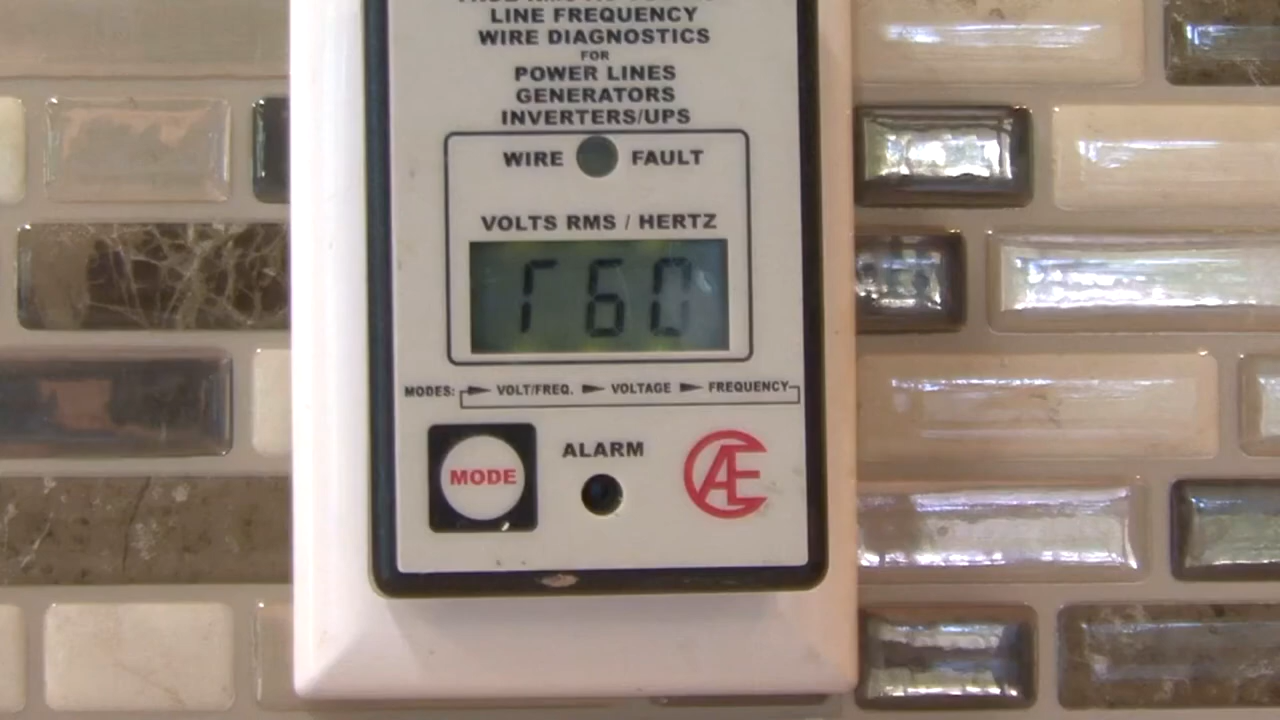 LINE FREQUENCY
WIRE DIAGNOSTICS
FOR
POWER LINES
GENERATORS
INVERTERS/UPS
WIRE FAULT
VOLTS RMS / HERTZ
60
MODES: VOLT/FREQ. VOLTAGE FREQUENCY
MODE
ALARM
AE